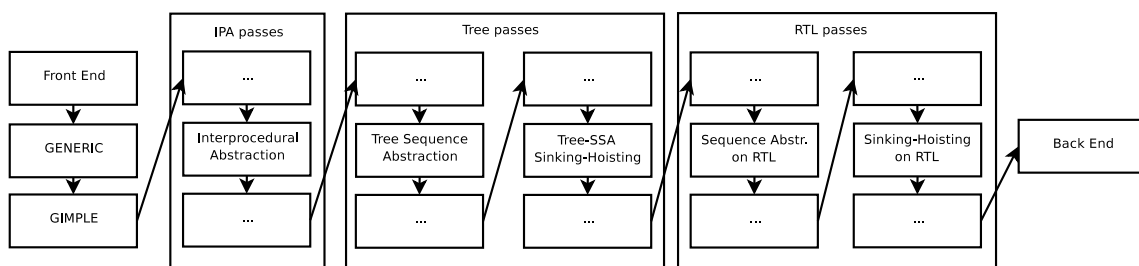 Front End
GENERIC
GIMPLE
IPA passes
...
Interprocedural
Abstraction
...
Tree passes
...
Tree Sequence
Abstraction
...
...
Tree-SSA
Sinking-Hoisting
...
RTL passes
...
Sequence Abstr.
on RTL
...
...
Sinking-Hoisting
on RTL
...
Back End